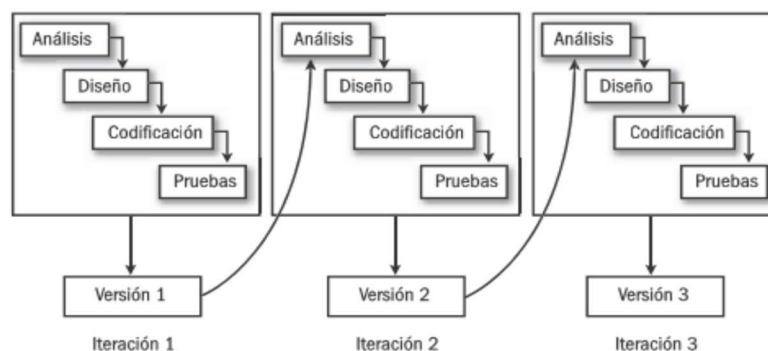 Análisis
Diseño
Codificación
Pruebas
Versión 1
Iteración 1
Análisis
Diseño
Codificación
Pruebas
Versión 2
Iteración 2
Análisis
Diseño
Codificación
Pruebas
Versión 3
Iteración 3